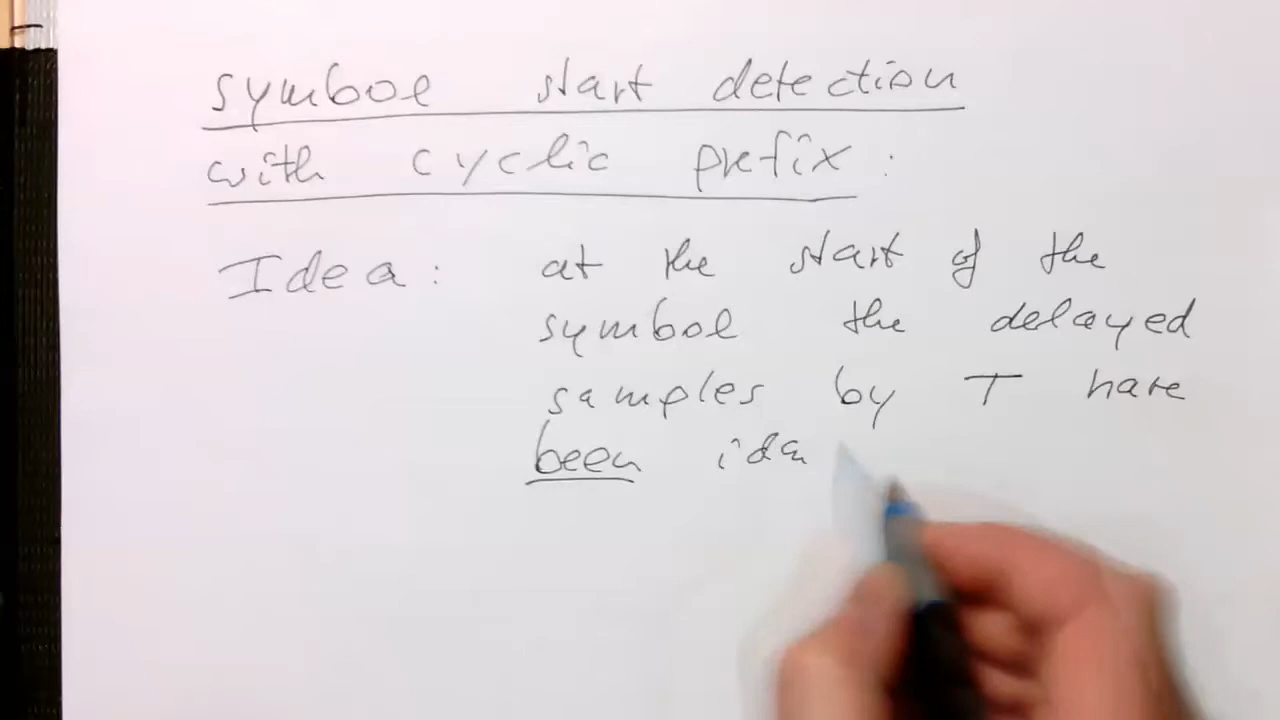 symbol start detection
with cyclic prefix :
Idea : at the start of the
symbol the delayed
samples by T have
been iden